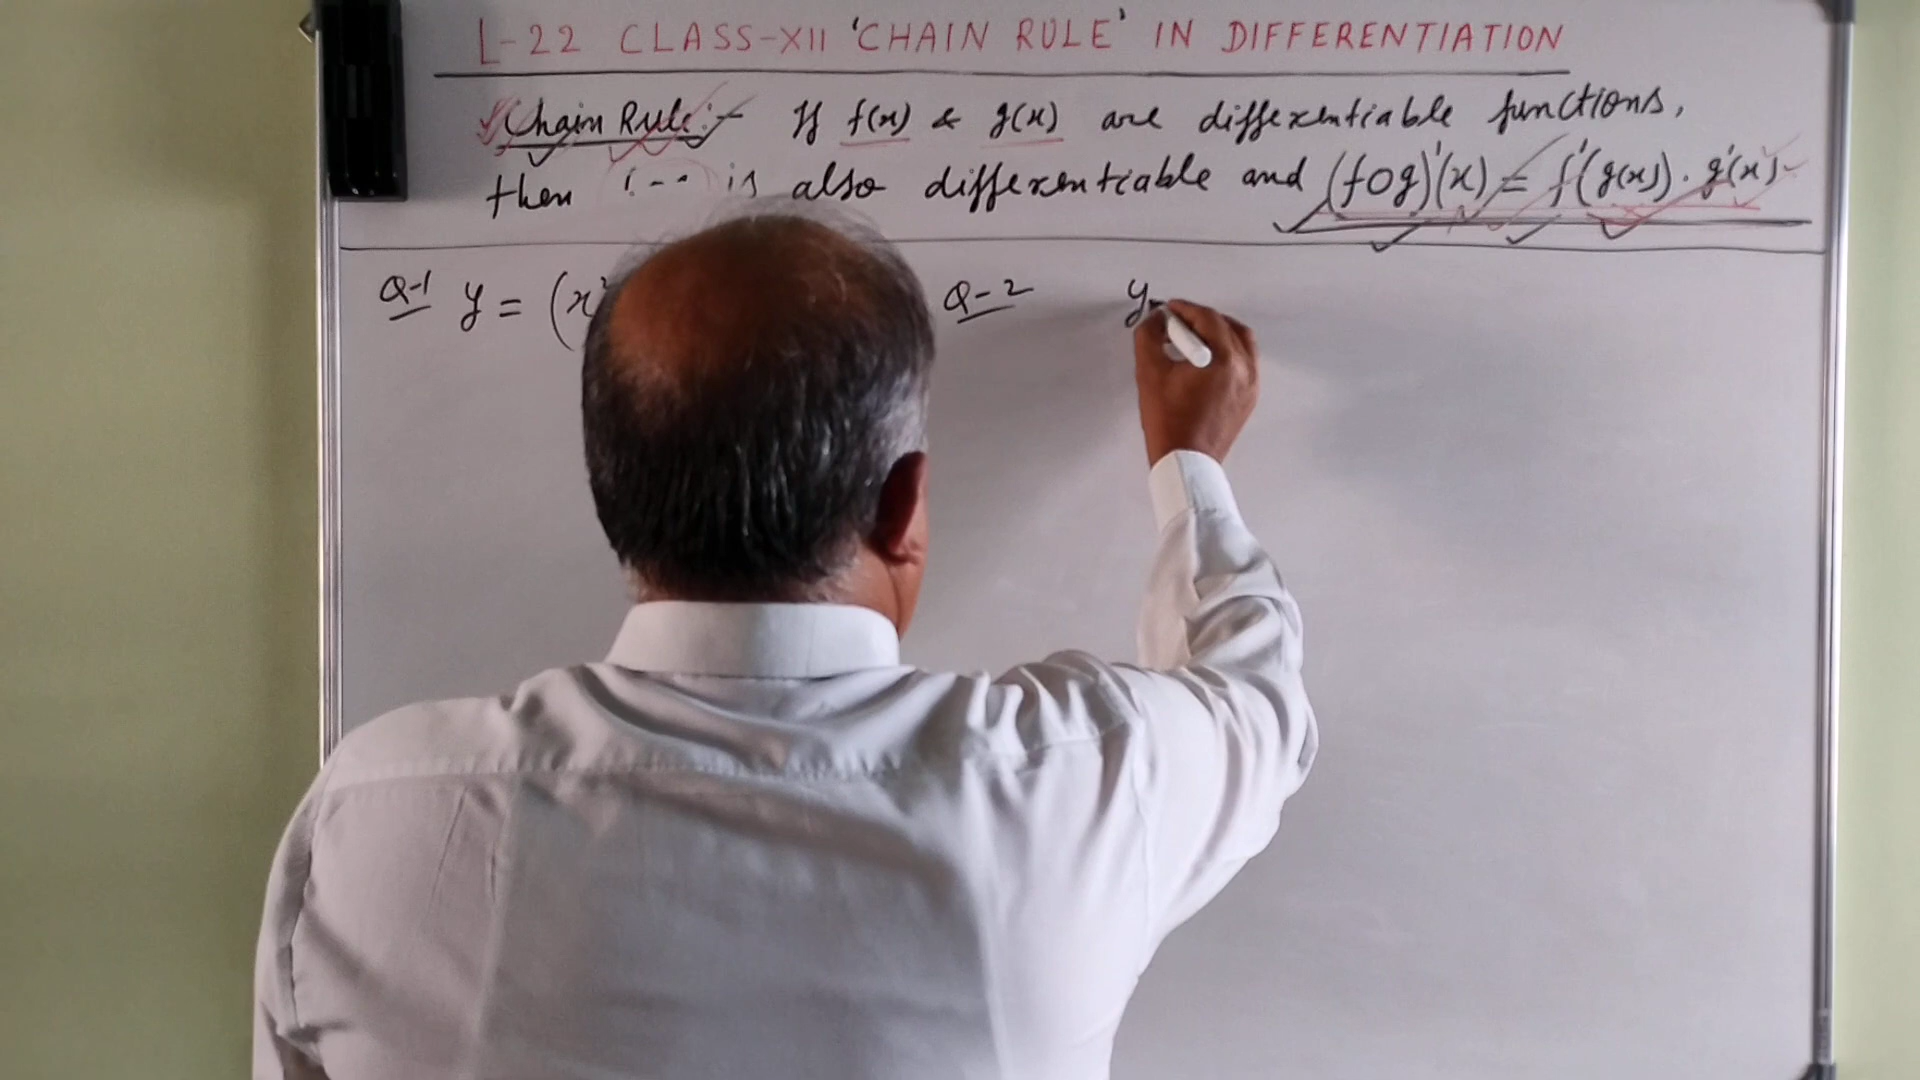 L-22 CLASS-XII 'CHAIN RULE' IN DIFFERENTIATION
Chain Rule:- If f(x) & g(x) are differentiable functions,
then is also differentiable and (fog)'(x) = f'(g(x)). g'(x).
Q-1 y = (x²
Q-2 y